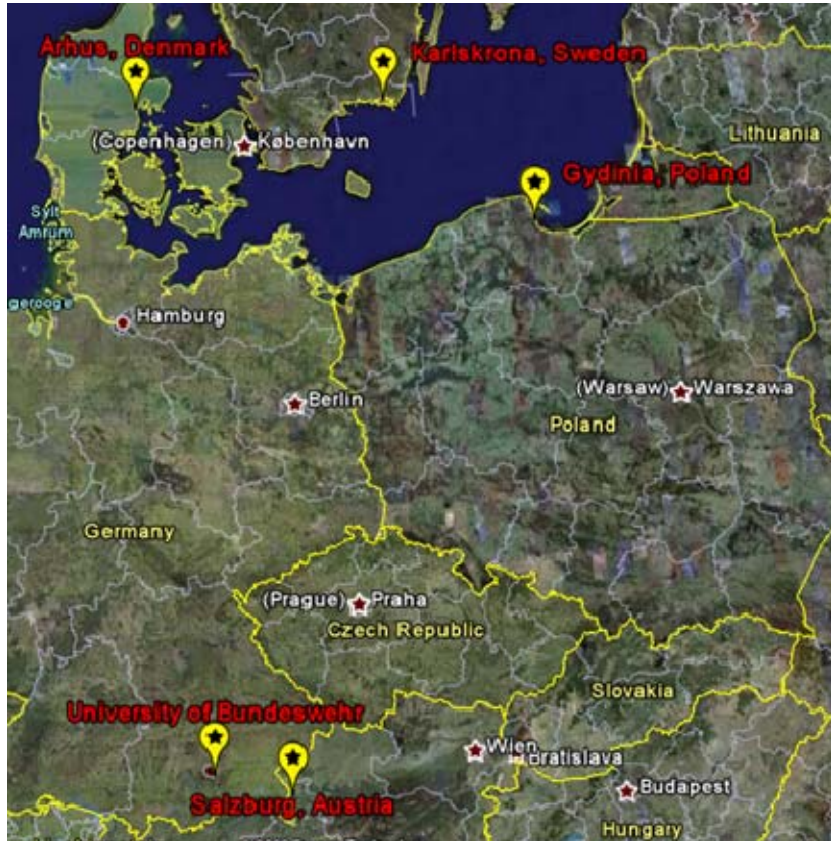 Arhus, Denmark
Karlskrona, Sweden
Lithuania
(Copenhagen) København
Gydinia, Poland
Sylt
Amrum
gerooge
Hamburg
(Warsaw) Warszawa
Berlin
Poland
Germany
(Prague) Praha
Czech Republic
Slovakia
University of Bundeswehr
Wien
Bratislava
Salzburg, Austria
Budapest
Hungary